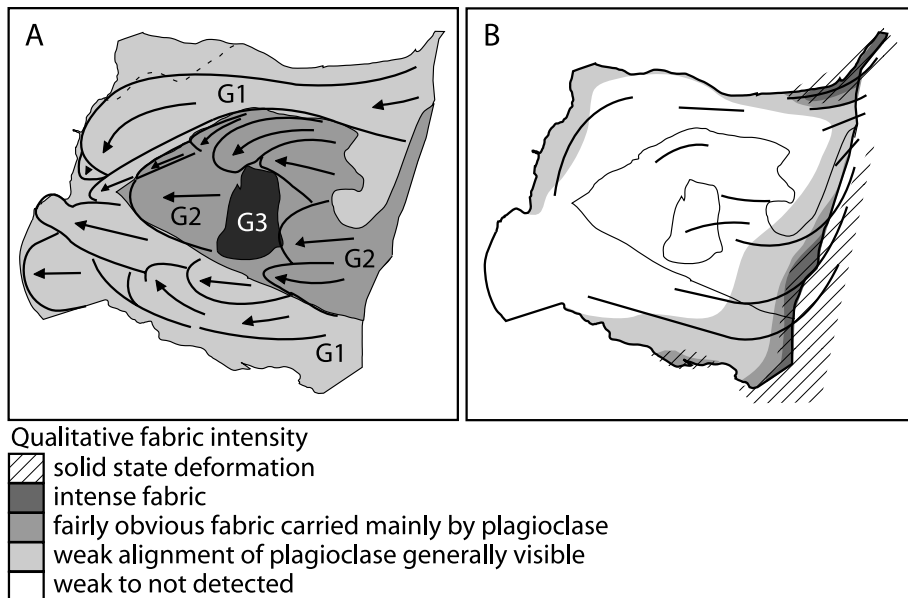 A
B
G1
G2
G3
G2
G1
Qualitative fabric intensity
solid state deformation
intense fabric
fairly obvious fabric carried mainly by plagioclase
weak alignment of plagioclase generally visible
weak to not detected